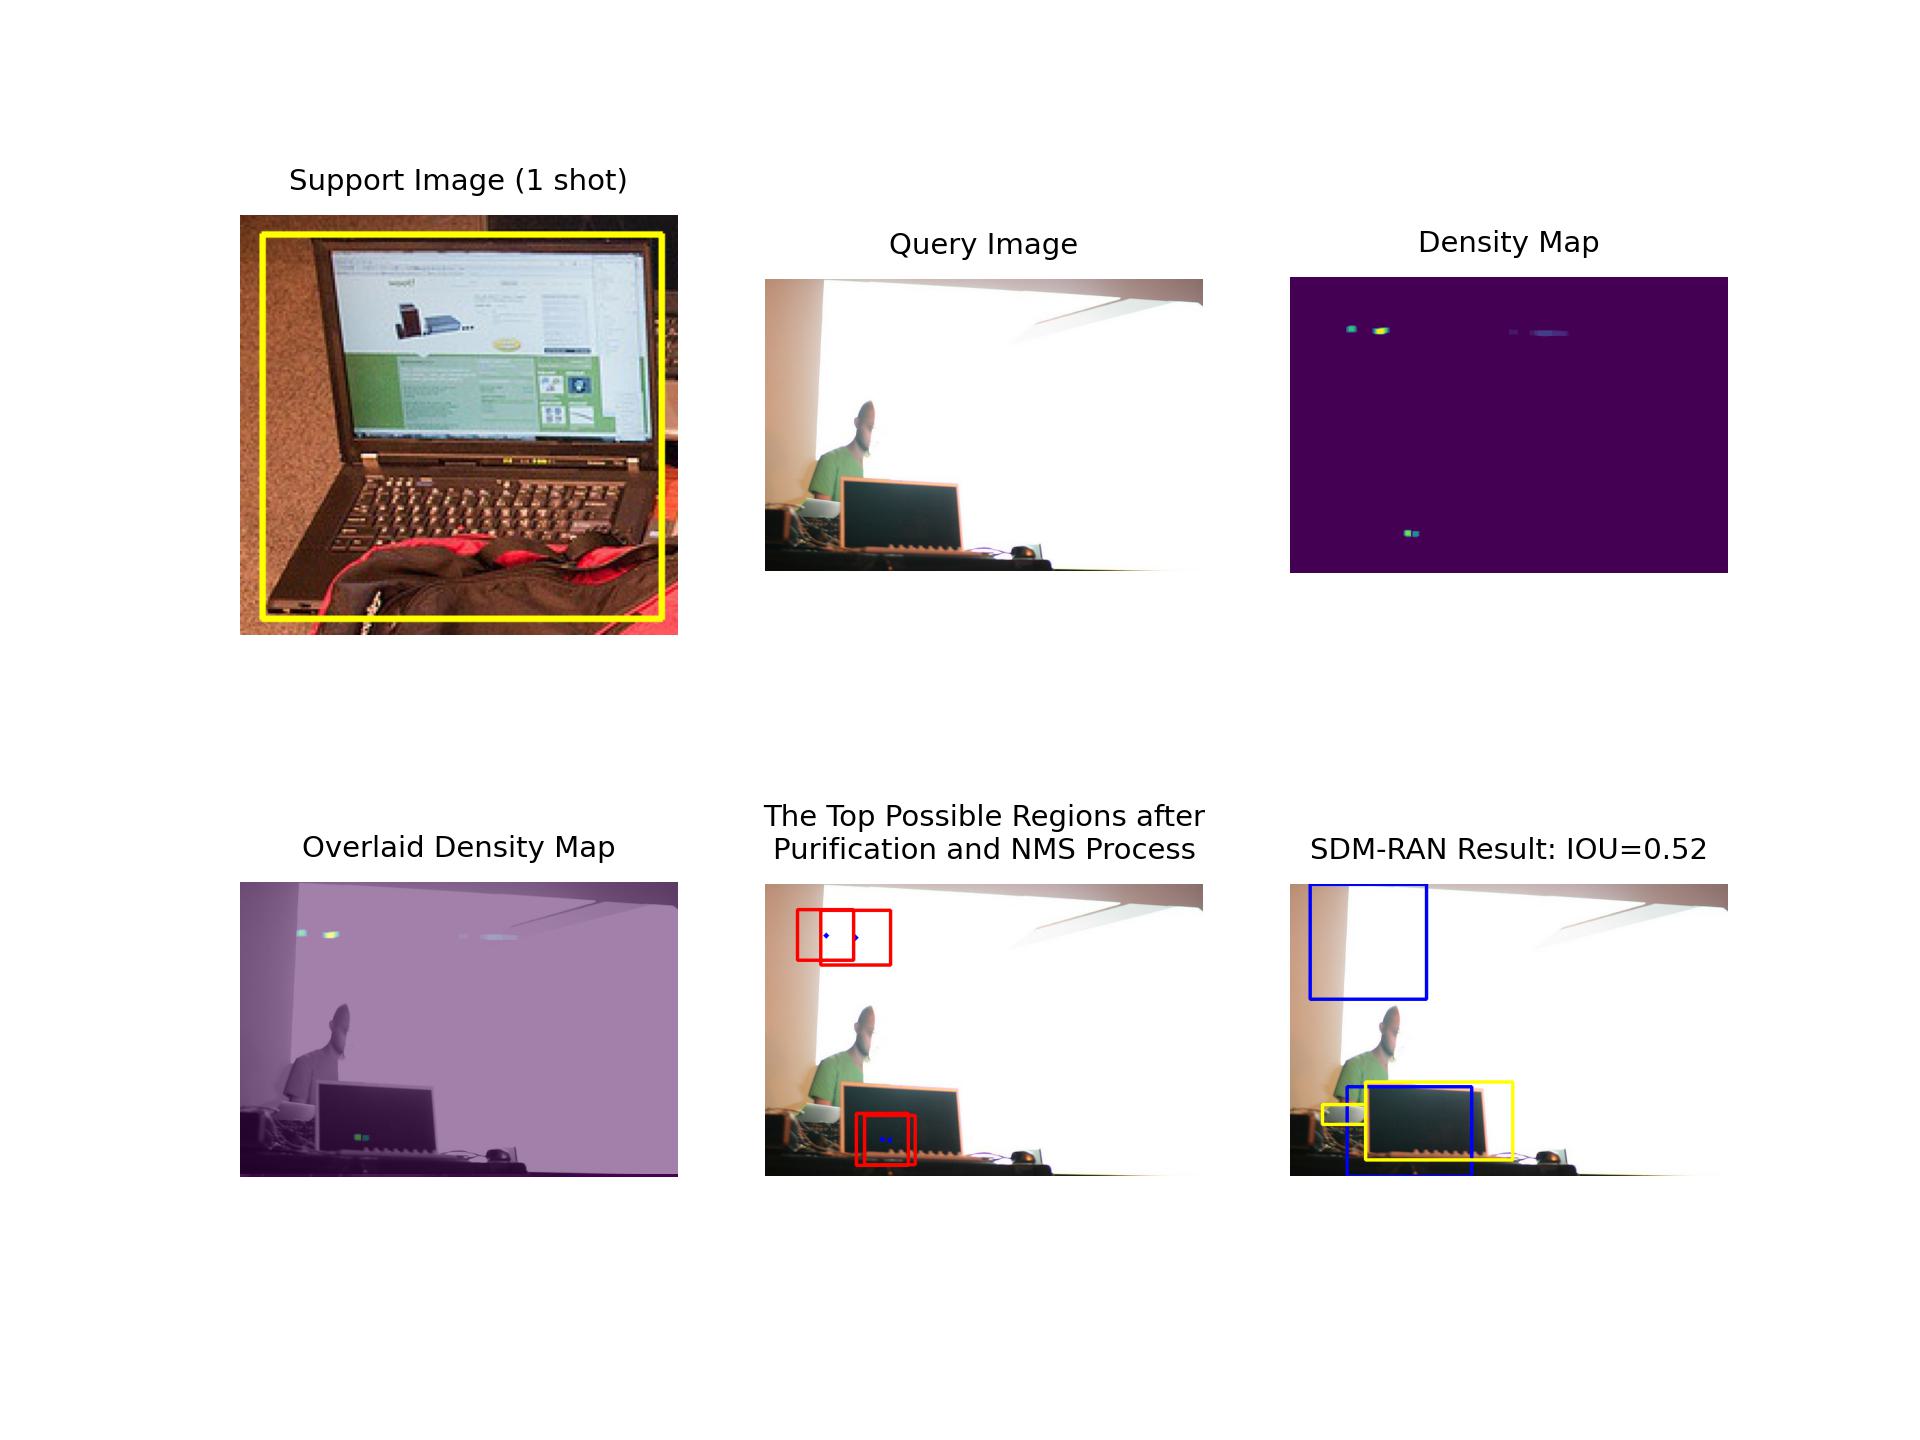 Support Image (1 shot)
Query Image
Density Map
woot!
Overlaid Density Map
The Top Possible Regions after
Purification and NMS Process
SDM-RAN Result: IOU=0.52